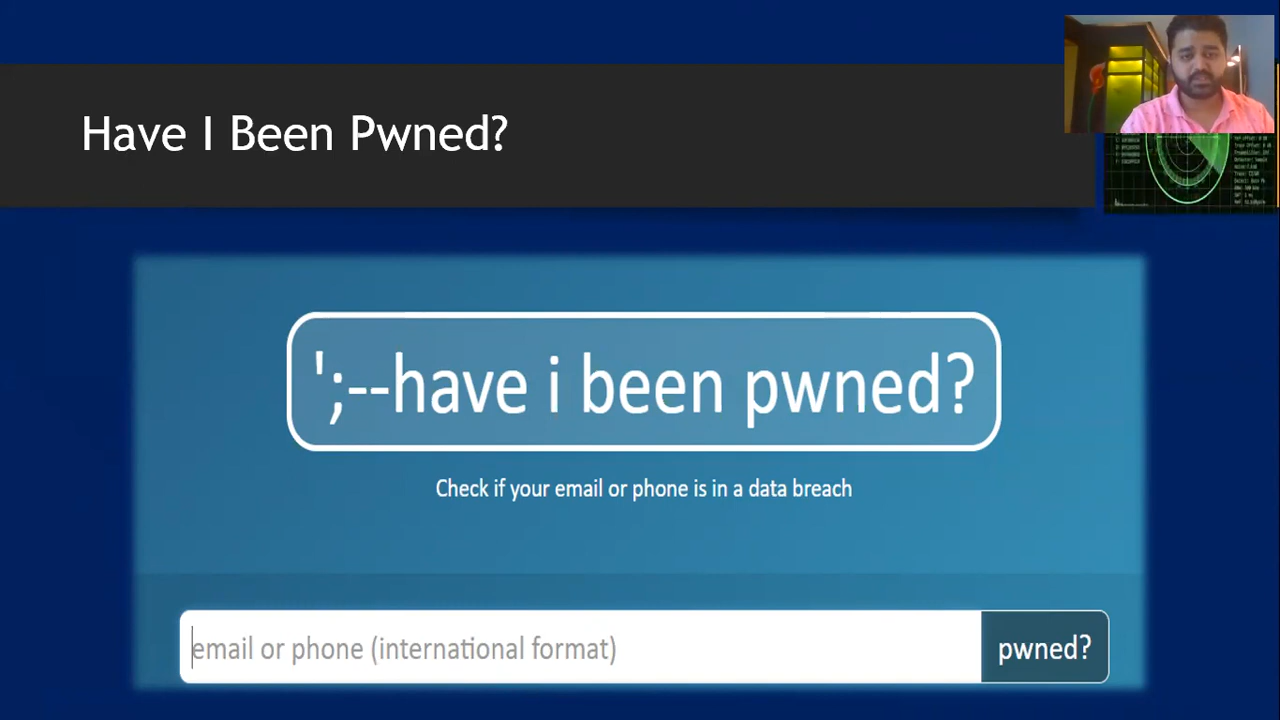 Have I Been Pwned?
';--have i been pwned?
Check if your email or phone is in a data breach
email or phone (international format)
pwned?